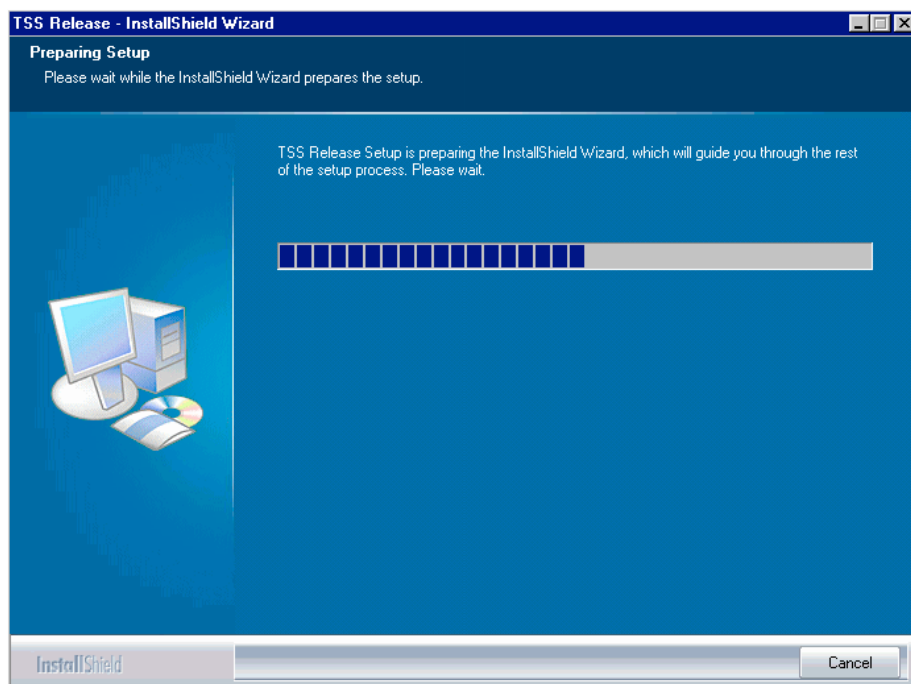 TSS Release - InstallShield Wizard
Preparing Setup
Please wait while the InstallShield Wizard prepares the setup.
TSS Release Setup is preparing the InstallShield Wizard, which will guide you through the rest
of the setup process. Please wait.
InstallShield
Cancel